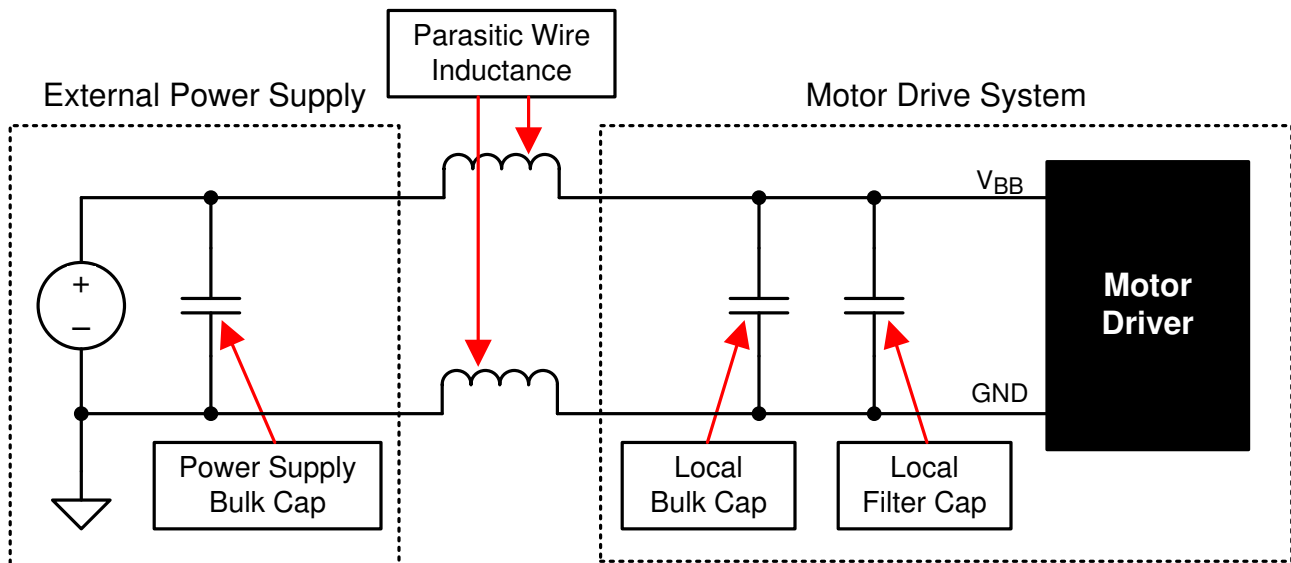 Parasitic Wire
Inductance
External Power Supply
Motor Drive System
VBB
+
–
Motor
Driver
GND
Power Supply
Bulk Cap
Local
Bulk Cap
Local
Filter Cap